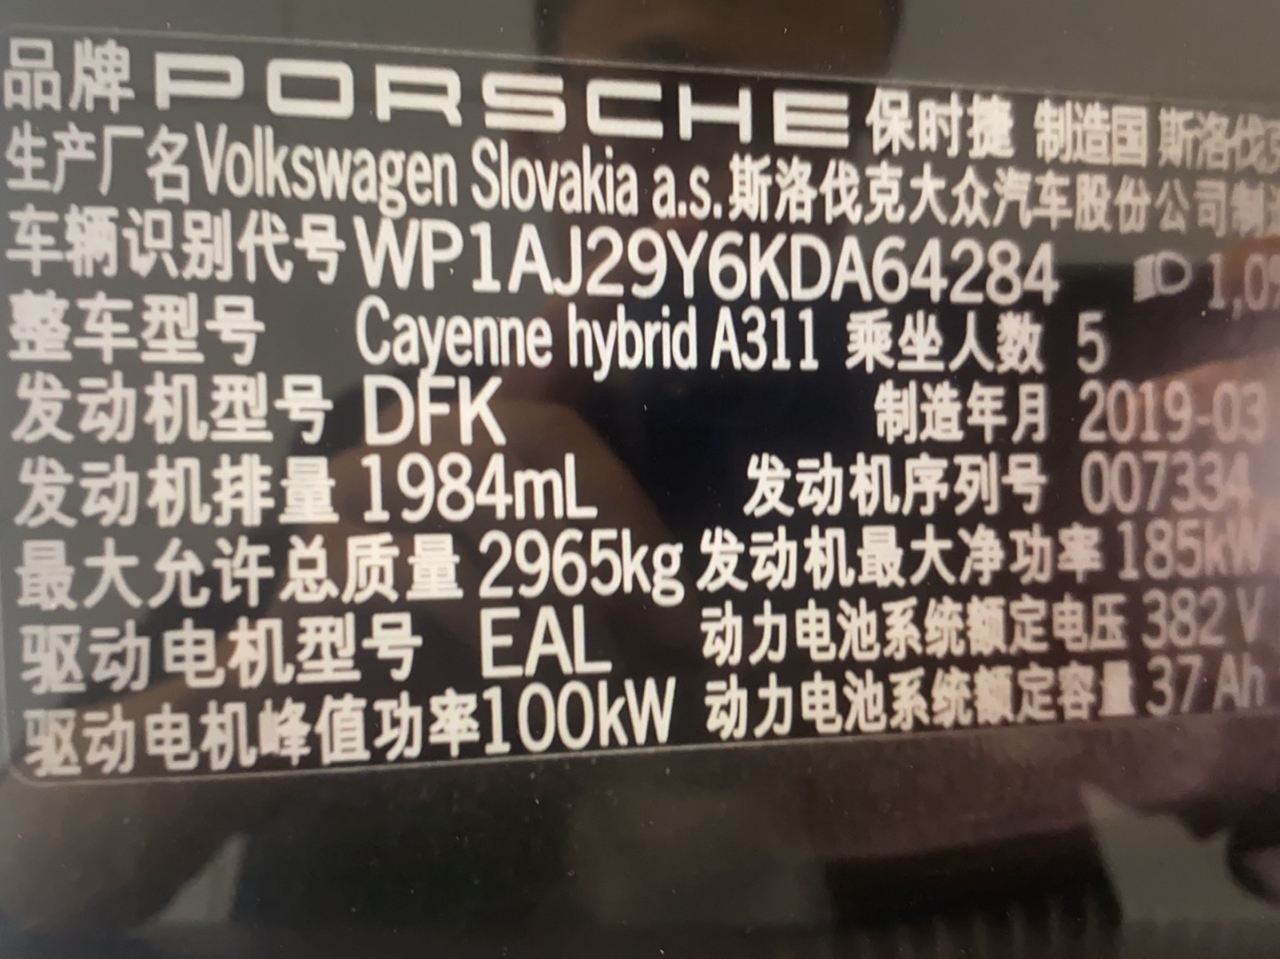 品牌 PORSCHE 保时捷 制造国 斯洛伐克
生产厂名 Volkswagen Slovakia a.s. 斯洛伐克大众汽车股份公司制造
车辆识别代号 WP1AJ29Y6KDA64284 1,0%
整车型号 Cayenne hybrid A311 乘坐人数 5
发动机型号 DFK 制造年月 2019-03
发动机排量 1984mL 发动机序列号 007334
最大允许总质量 2965kg 发动机最大净功率 185kW
驱动电机型号 EAL 动力电池系统额定电压 382 V
驱动电机峰值功率 100kW 动力电池系统额定容量 37 Ah